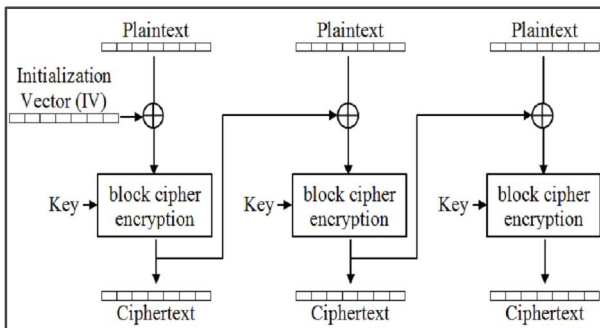 Plaintext Plaintext Plaintext
Initialization
Vector (IV)
Key block cipher
encryption
Key block cipher
encryption
Key block cipher
encryption
Ciphertext Ciphertext Ciphertext